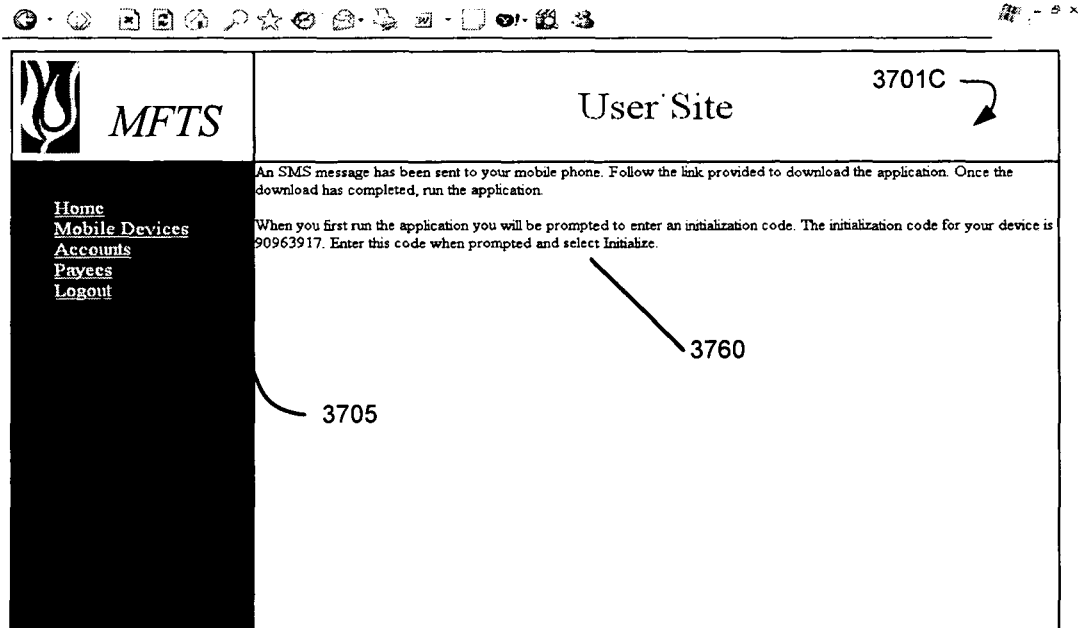 MFTS
User Site
3701C
Home
Mobile Devices
Accounts
Payees
Logout
An SMS message has been sent to your mobile phone. Follow the link provided to download the application. Once the
download has completed, run the application.
When you first run the application you will be prompted to enter an initialization code. The initialization code for your device is
90963917. Enter this code when prompted and select Initialize.
3760
3705